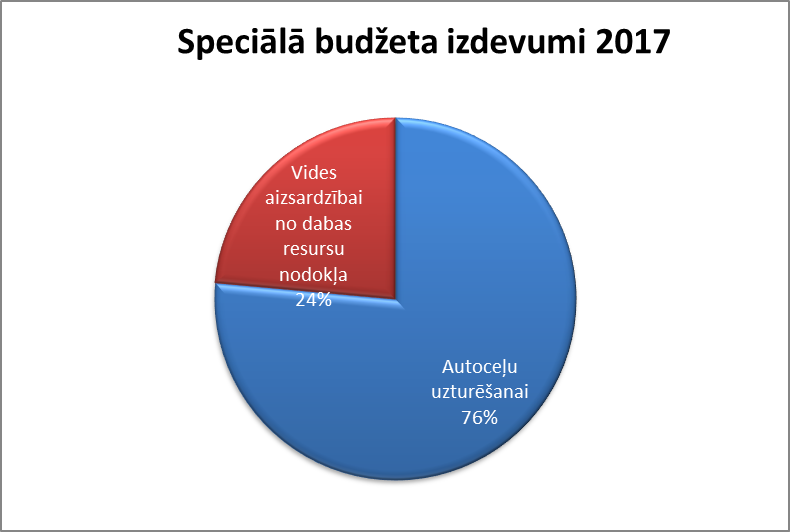 Speciālā budžeta izdevumi 2017
Vides
aizsardzībai
no dabas
resursu
nodokļa
24%
Autoceļu
uzturēšanai
76%